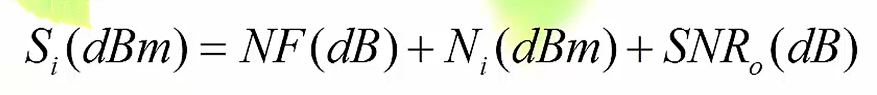 S_i(dBm) = NF(dB) + N_i(dBm) + SNR_o(dB)